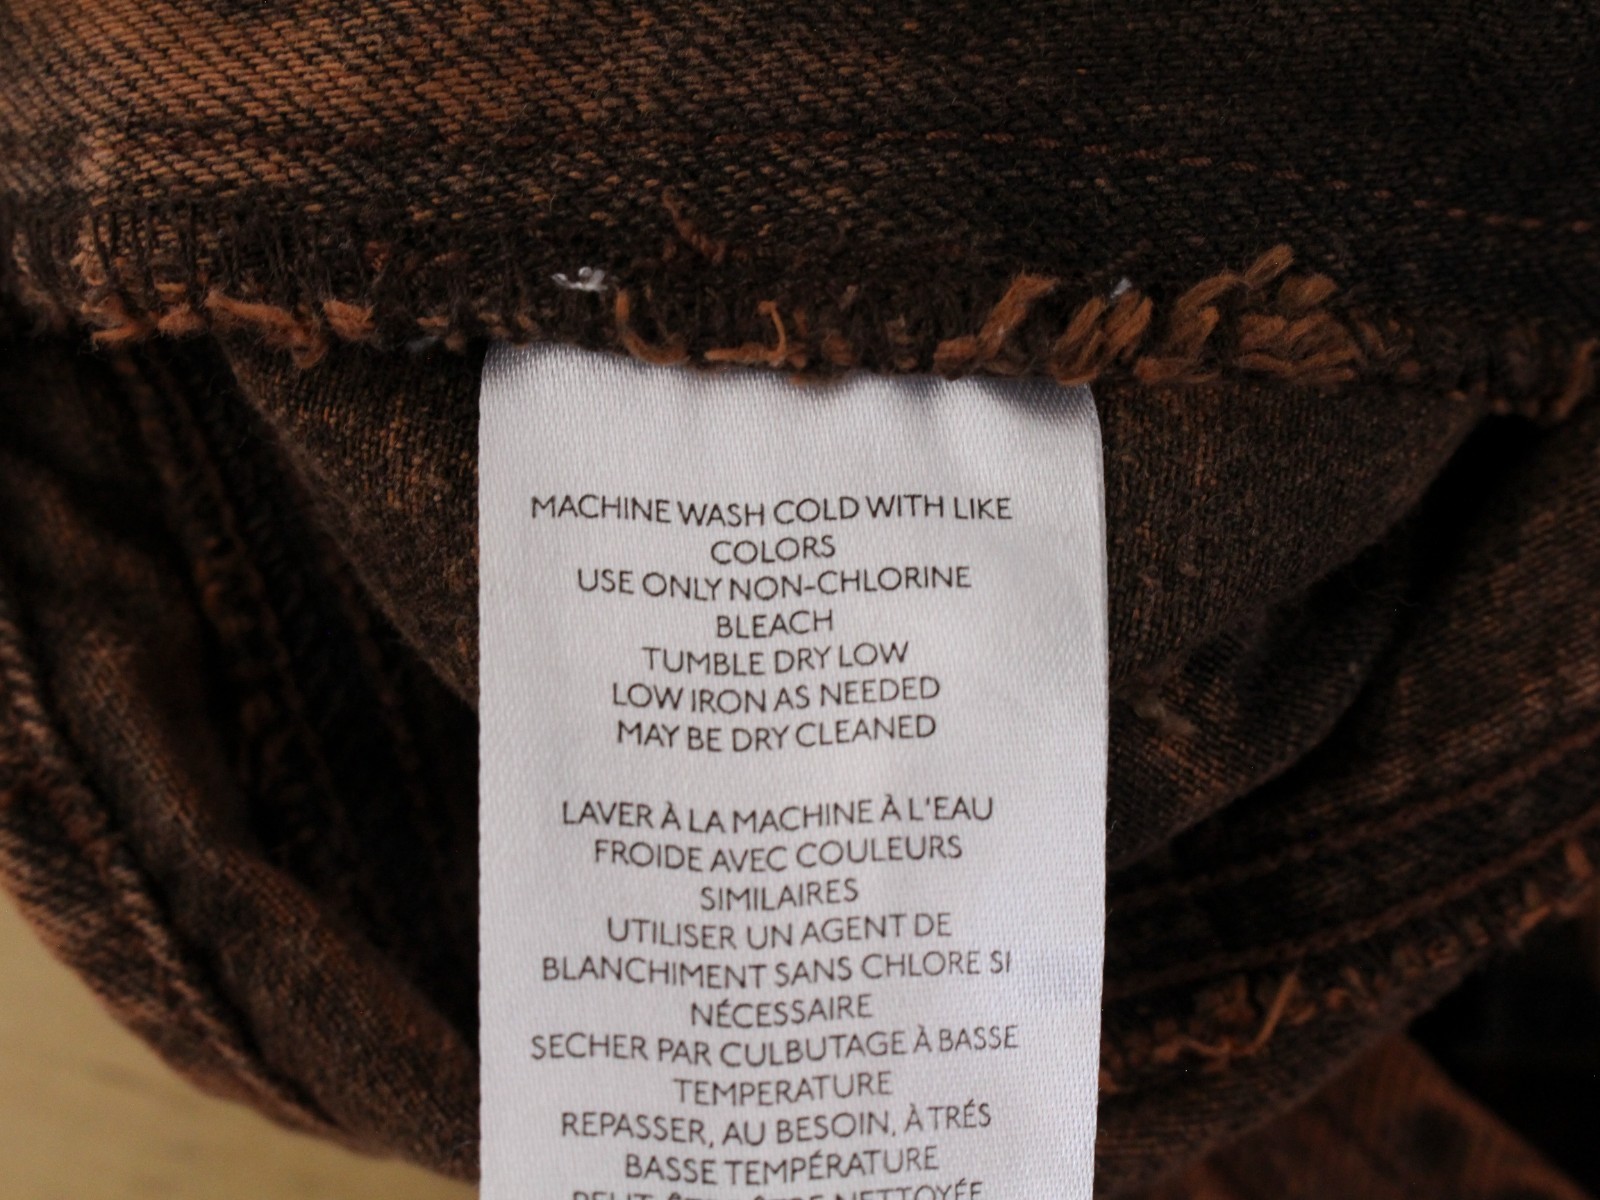 MACHINE WASH COLD WITH LIKE
COLORS
USE ONLY NON-CHLORINE
BLEACH
TUMBLE DRY LOW
LOW IRON AS NEEDED
MAY BE DRY CLEANED
LAVER À LA MACHINE À L'EAU
FROIDE AVEC COULEURS
SIMILAIRES
UTILISER UN AGENT DE
BLANCHIMENT SANS CHLORE SI
NÉCESSAIRE
SECHER PAR CULBUTAGE À BASSE
TEMPERATURE
REPASSER, AU BESOIN, À TRÉS
BASSE TEMPÉRATURE
NETTOYÉE